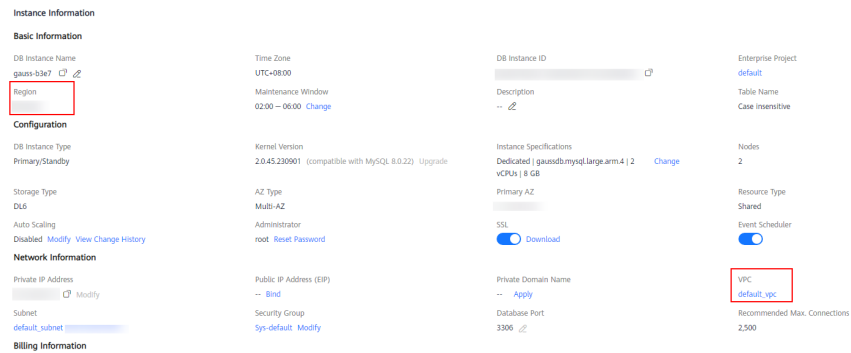 Instance Information
Basic Information
DB Instance Name Time Zone DB Instance ID Enterprise Project
gauss-b3e7 UTC+08:00 default
Region Maintenance Window Description Table Name
02:00 — 06:00 Change -- Case insensitive
Configuration
DB Instance Type Kernel Version Instance Specifications Nodes
Primary/Standby 2.0.45.230901 (compatible with MySQL 8.0.22) Upgrade Dedicated | gaussdb.mysql.large.arm.4 | 2 Change 2
vCPUs | 8 GB
Storage Type AZ Type Primary AZ Resource Type
DL6 Multi-AZ Shared
Auto Scaling Administrator SSL Event Scheduler
Disabled Modify View Change History root Reset Password Download
Network Information
Private IP Address Public IP Address (EIP) Private Domain Name VPC
Modify -- Bind -- Apply default_vpc
Subnet Security Group Database Port Recommended Max. Connections
default_subnet Sys-default Modify 3306 2,500
Billing Information